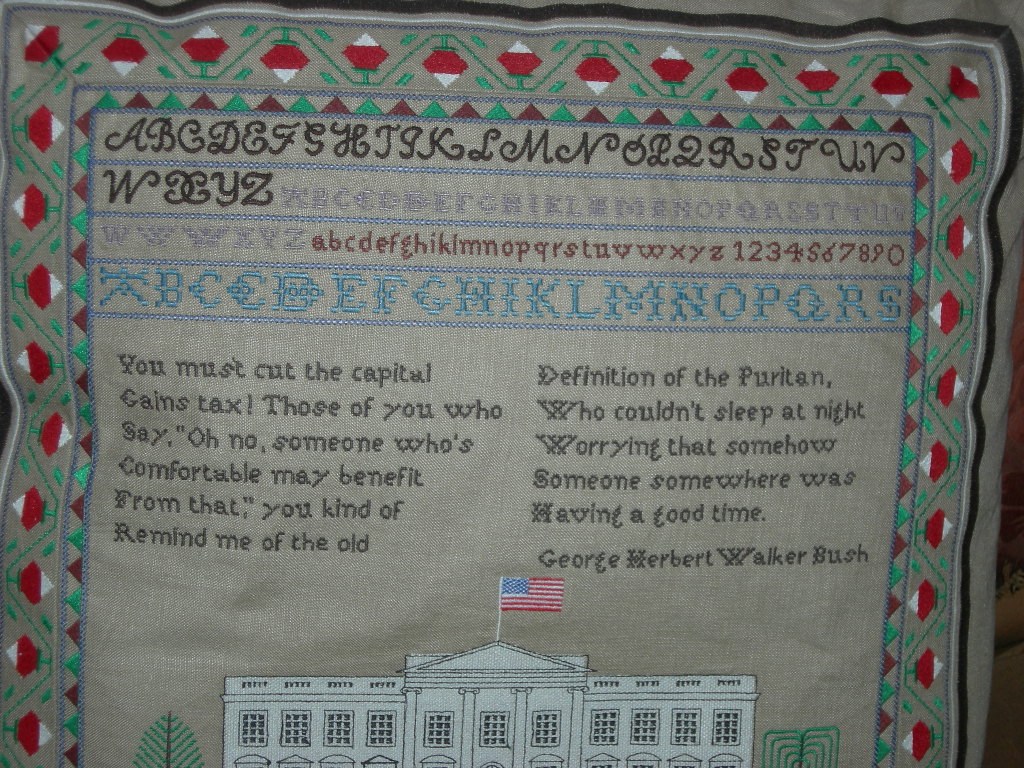 ABCDEFGHIJKLMNOPQRSTUV
WXYZ ABCDEFGHIKLMNOPQRSTUV
WXYZ abcdefghiklmnopqrstuvwxyz 1234567890
ABCDEFGHIKLMNOPQRS
You must cut the capital
Gains tax! Those of you who
Say, "Oh no, someone who's
Comfortable may benefit
From that," you kind of
Remind me of the old
Definition of the Puritan,
Who couldn't sleep at night
Worrying that somehow
Someone somewhere was
Having a good time.
George Herbert Walker Bush